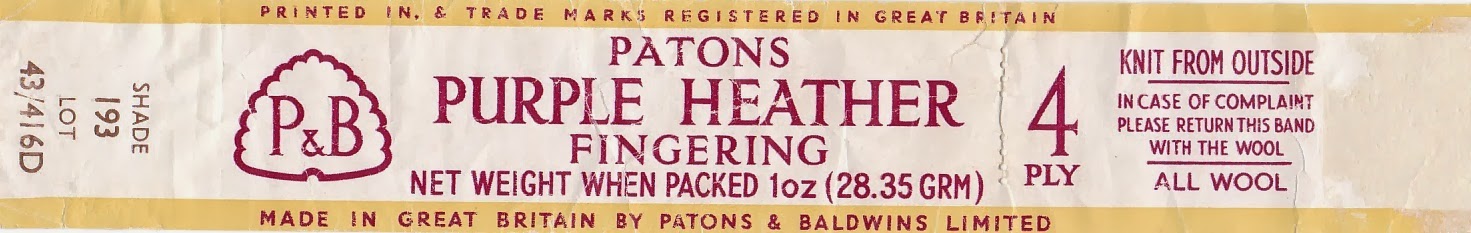 PRINTED IN, & TRADE MARKS REGISTERED IN GREAT BRITAIN
SHADE
193
LOT
43/416D
P&B
PATONS
PURPLE HEATHER
FINGERING
NET WEIGHT WHEN PACKED 1oz (28.35 GRM)
4
PLY
KNIT FROM OUTSIDE
IN CASE OF COMPLAINT
PLEASE RETURN THIS BAND
WITH THE WOOL
ALL WOOL
MADE IN GREAT BRITAIN BY PATONS & BALDWINS LIMITED